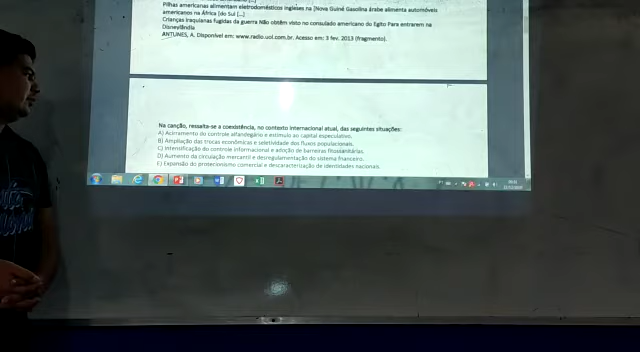 Pilhas americanas alimentam eletrodomésticos ingleses na [Nova Guiné Gasolina árabe alimenta automóveis
americanos na África [do Sul [...]
Crianças iraquianas fugidas da guerra Não obtêm visto no consulado americano do Egito Para entrarem na
Disneylândia
ANTUNES, A. Disponível em: www.radio.uol.com.br. Acesso em: 3 fev. 2013 (fragmento).
Na canção, ressalta-se a coexistência, no contexto internacional atual, das seguintes situações:
A) Acirramento do controle alfandegário e estímulo ao capital especulativo.
B) Ampliação das trocas econômicas e seletividade dos fluxos populacionais.
C) Intensificação do controle informacional e adoção de barreiras fitossanitárias.
D) Aumento da circulação mercantil e desregulamentação do sistema financeiro.
E) Expansão do protecionismo comercial e descaracterização de identidades nacionais.